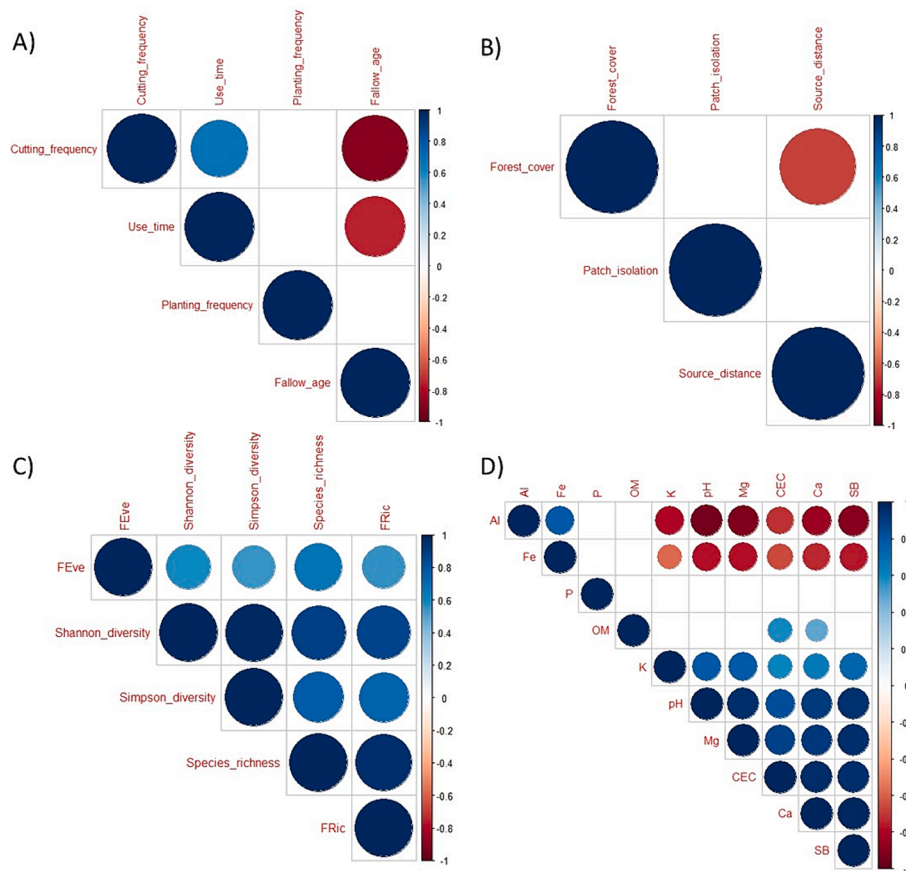 A)
Cutting_frequency
Use_time
Planting_frequency
Fallow_age
Cutting_frequency
Use_time
Planting_frequency
Fallow_age
1
0.8
0.6
0.4
0.2
0
-0.2
-0.4
-0.6
-0.8
-1
B)
Forest_cover
Patch_isolation
Source_distance
Forest_cover
Patch_isolation
Source_distance
1
0.8
0.6
0.4
0.2
0
-0.2
-0.4
-0.6
-0.8
-1
C)
FEve
Shannon_diversity
Simpson_diversity
Species_richness
FRic
FEve
Shannon_diversity
Simpson_diversity
Species_richness
FRic
1
0.8
0.6
0.4
0.2
0
-0.2
-0.4
-0.6
-0.8
-1
D)
Al
Fe
P
OM
K
pH
Mg
CEC
Ca
SB
Al
Fe
P
OM
K
pH
Mg
CEC
Ca
SB